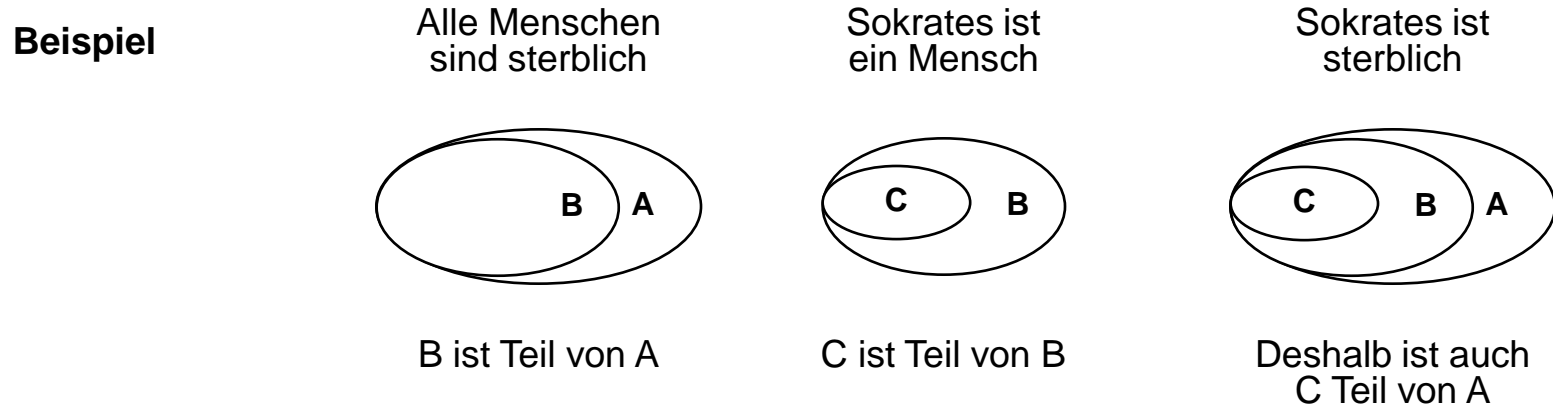 Beispiel
Alle Menschen
sind sterblich
Sokrates ist
ein Mensch
Sokrates ist
sterblich
B A
C B
C B A
B ist Teil von A
C ist Teil von B
Deshalb ist auch
C Teil von A